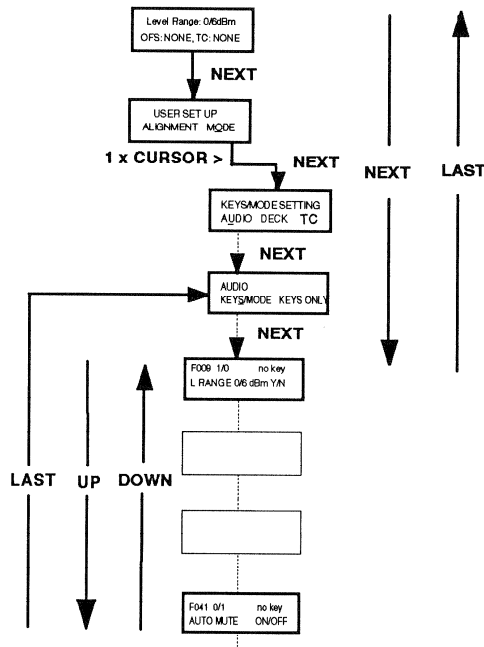 Level Range: 0/6dBm
OFS: NONE, TC: NONE
NEXT
USER SET UP
ALIGNMENT MODE
1 x CURSOR >
NEXT
KEYS/MODE SETTING
AUDIO DECK TC
NEXT
AUDIO
KEYS/MODE KEYS ONLY
NEXT
F009 1/0 no key
L RANGE 0/6 dBm Y/N
F041 0/1 no key
AUTO MUTE ON/OFF
LAST
UP
DOWN
NEXT
LAST